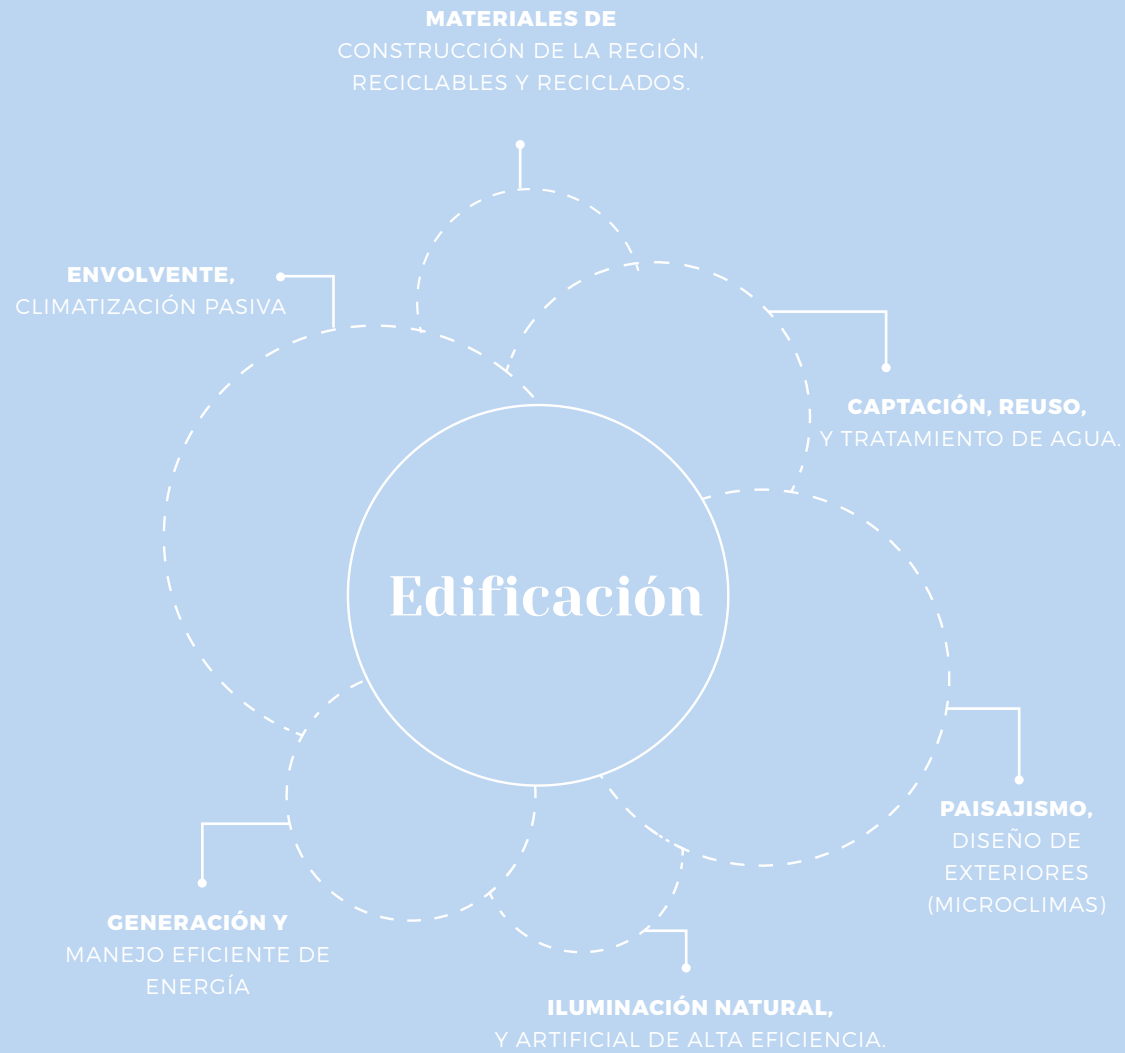 MATERIALES DE
CONSTRUCCIÓN DE LA REGIÓN,
RECICLABLES Y RECICLADOS.
ENVOLVENTE,
CLIMATIZACIÓN PASIVA
CAPTACIÓN, REUSO,
Y TRATAMIENTO DE AGUA.
Edificación
PAISAJISMO,
DISEÑO DE
EXTERIORES
(MICROCLIMAS)
GENERACIÓN Y
MANEJO EFICIENTE DE
ENERGÍA
ILUMINACIÓN NATURAL,
Y ARTIFICIAL DE ALTA EFICIENCIA.